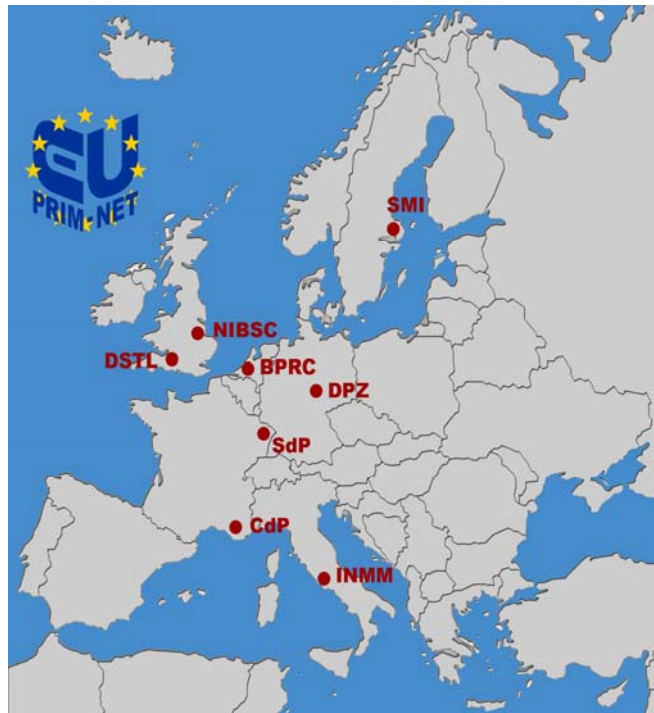 EU
PRIM-NET
SMI
NIBSC
DSTL
BPRC
DPZ
SdP
CdP
INMM